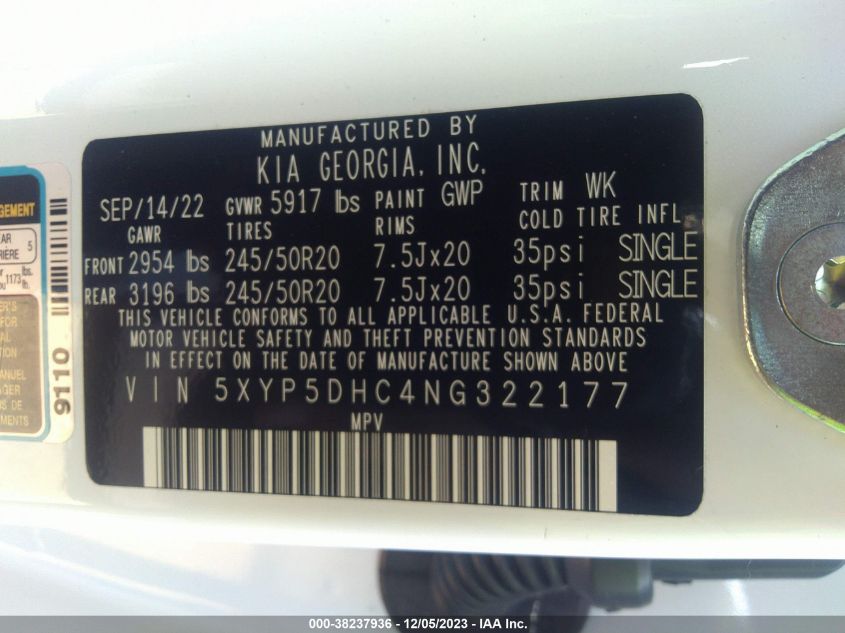 MANUFACTURED BY
KIA GEORGIA, INC.
SEP/14/22 GVWR 5917 lbs PAINT GWP TRIM WK
GAWR TIRES RIMS COLD TIRE INFL.
FRONT 2954 lbs 245/50R20 7.5Jx20 35psi SINGLE
REAR 3196 lbs 245/50R20 7.5Jx20 35psi SINGLE
THIS VEHICLE CONFORMS TO ALL APPLICABLE U.S.A. FEDERAL
MOTOR VEHICLE SAFETY AND THEFT PREVENTION STANDARDS
IN EFFECT ON THE DATE OF MANUFACTURE SHOWN ABOVE
VIN 5XYP5DHC4NG322177
MPV
5
1173 lbs.
9110
000-38237936 - 12/05/2023 - IAA Inc.